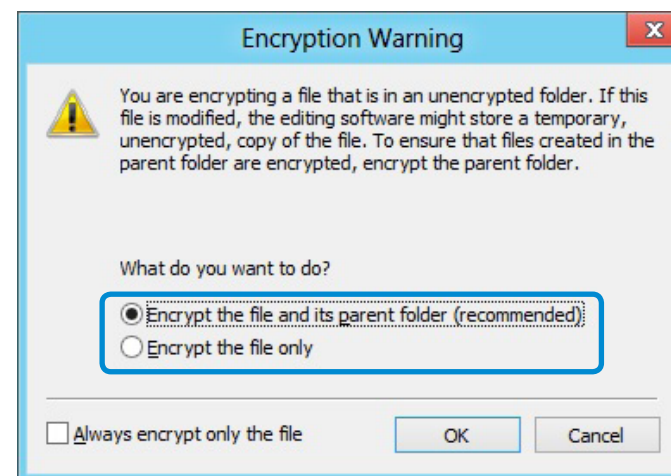 Encryption Warning
x
You are encrypting a file that is in an unencrypted folder. If this
file is modified, the editing software might store a temporary,
unencrypted, copy of the file. To ensure that files created in the
parent folder are encrypted, encrypt the parent folder.
What do you want to do?
Encrypt the file and its parent folder (recommended)
Encrypt the file only
Always encrypt only the file
OK
Cancel